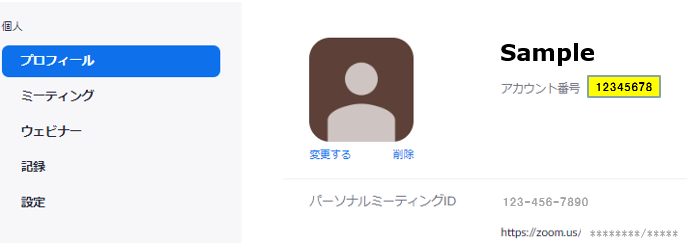 個人
プロフィール
ミーティング
ウェビナー
記録
設定
Sample
アカウント番号 12345678
変更する 削除
パーソナルミーティングID 123-456-7890
https://zoom.us/ ********/*****